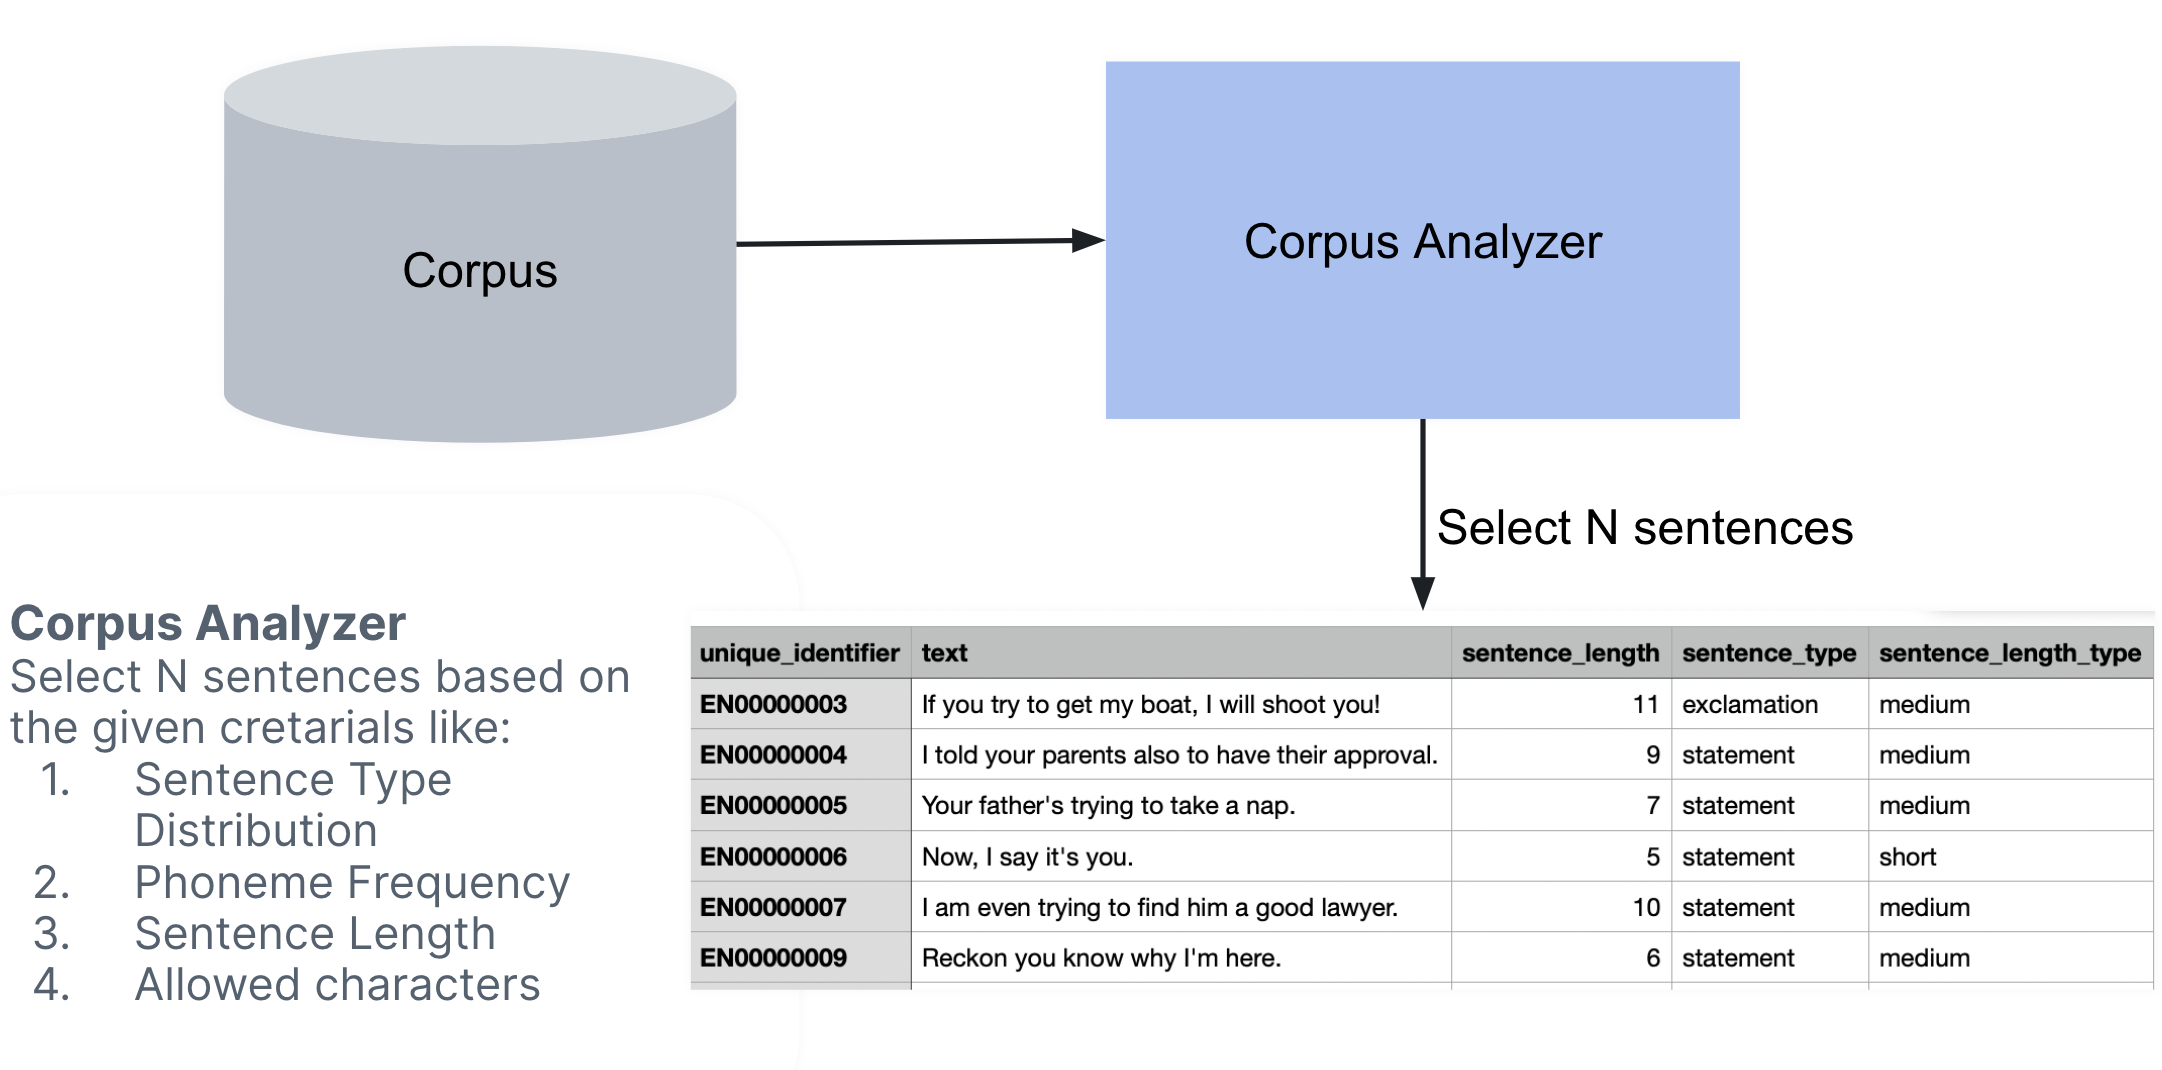 Corpus
Corpus Analyzer
Select N sentences
Corpus Analyzer
Select N sentences based on
the given cretarials like:
1. Sentence Type
Distribution
2. Phoneme Frequency
3. Sentence Length
4. Allowed characters
unique_identifier text sentence_length sentence_type sentence_length_type
EN00000003 If you try to get my boat, I will shoot you! 11 exclamation medium
EN00000004 I told your parents also to have their approval. 9 statement medium
EN00000005 Your father's trying to take a nap. 7 statement medium
EN00000006 Now, I say it's you. 5 statement short
EN00000007 I am even trying to find him a good lawyer. 10 statement medium
EN00000009 Reckon you know why I'm here. 6 statement medium